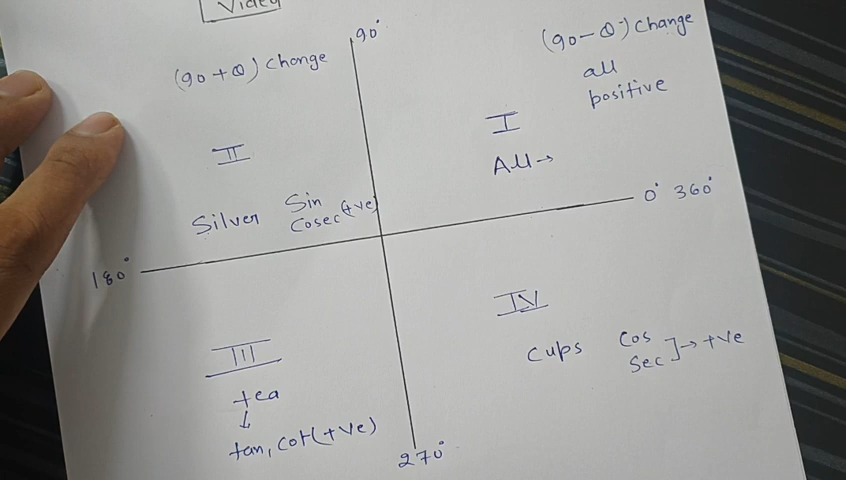 Video
90°
(90 + θ) Change
(90 - θ) Change
all
positive
II
I
All →
Silver Sin
Cosec (+ve)
0° 360°
180°
III
tea
↓
tan, cot (+ve)
IV
Cups Cos
Sec ] → +ve
270°